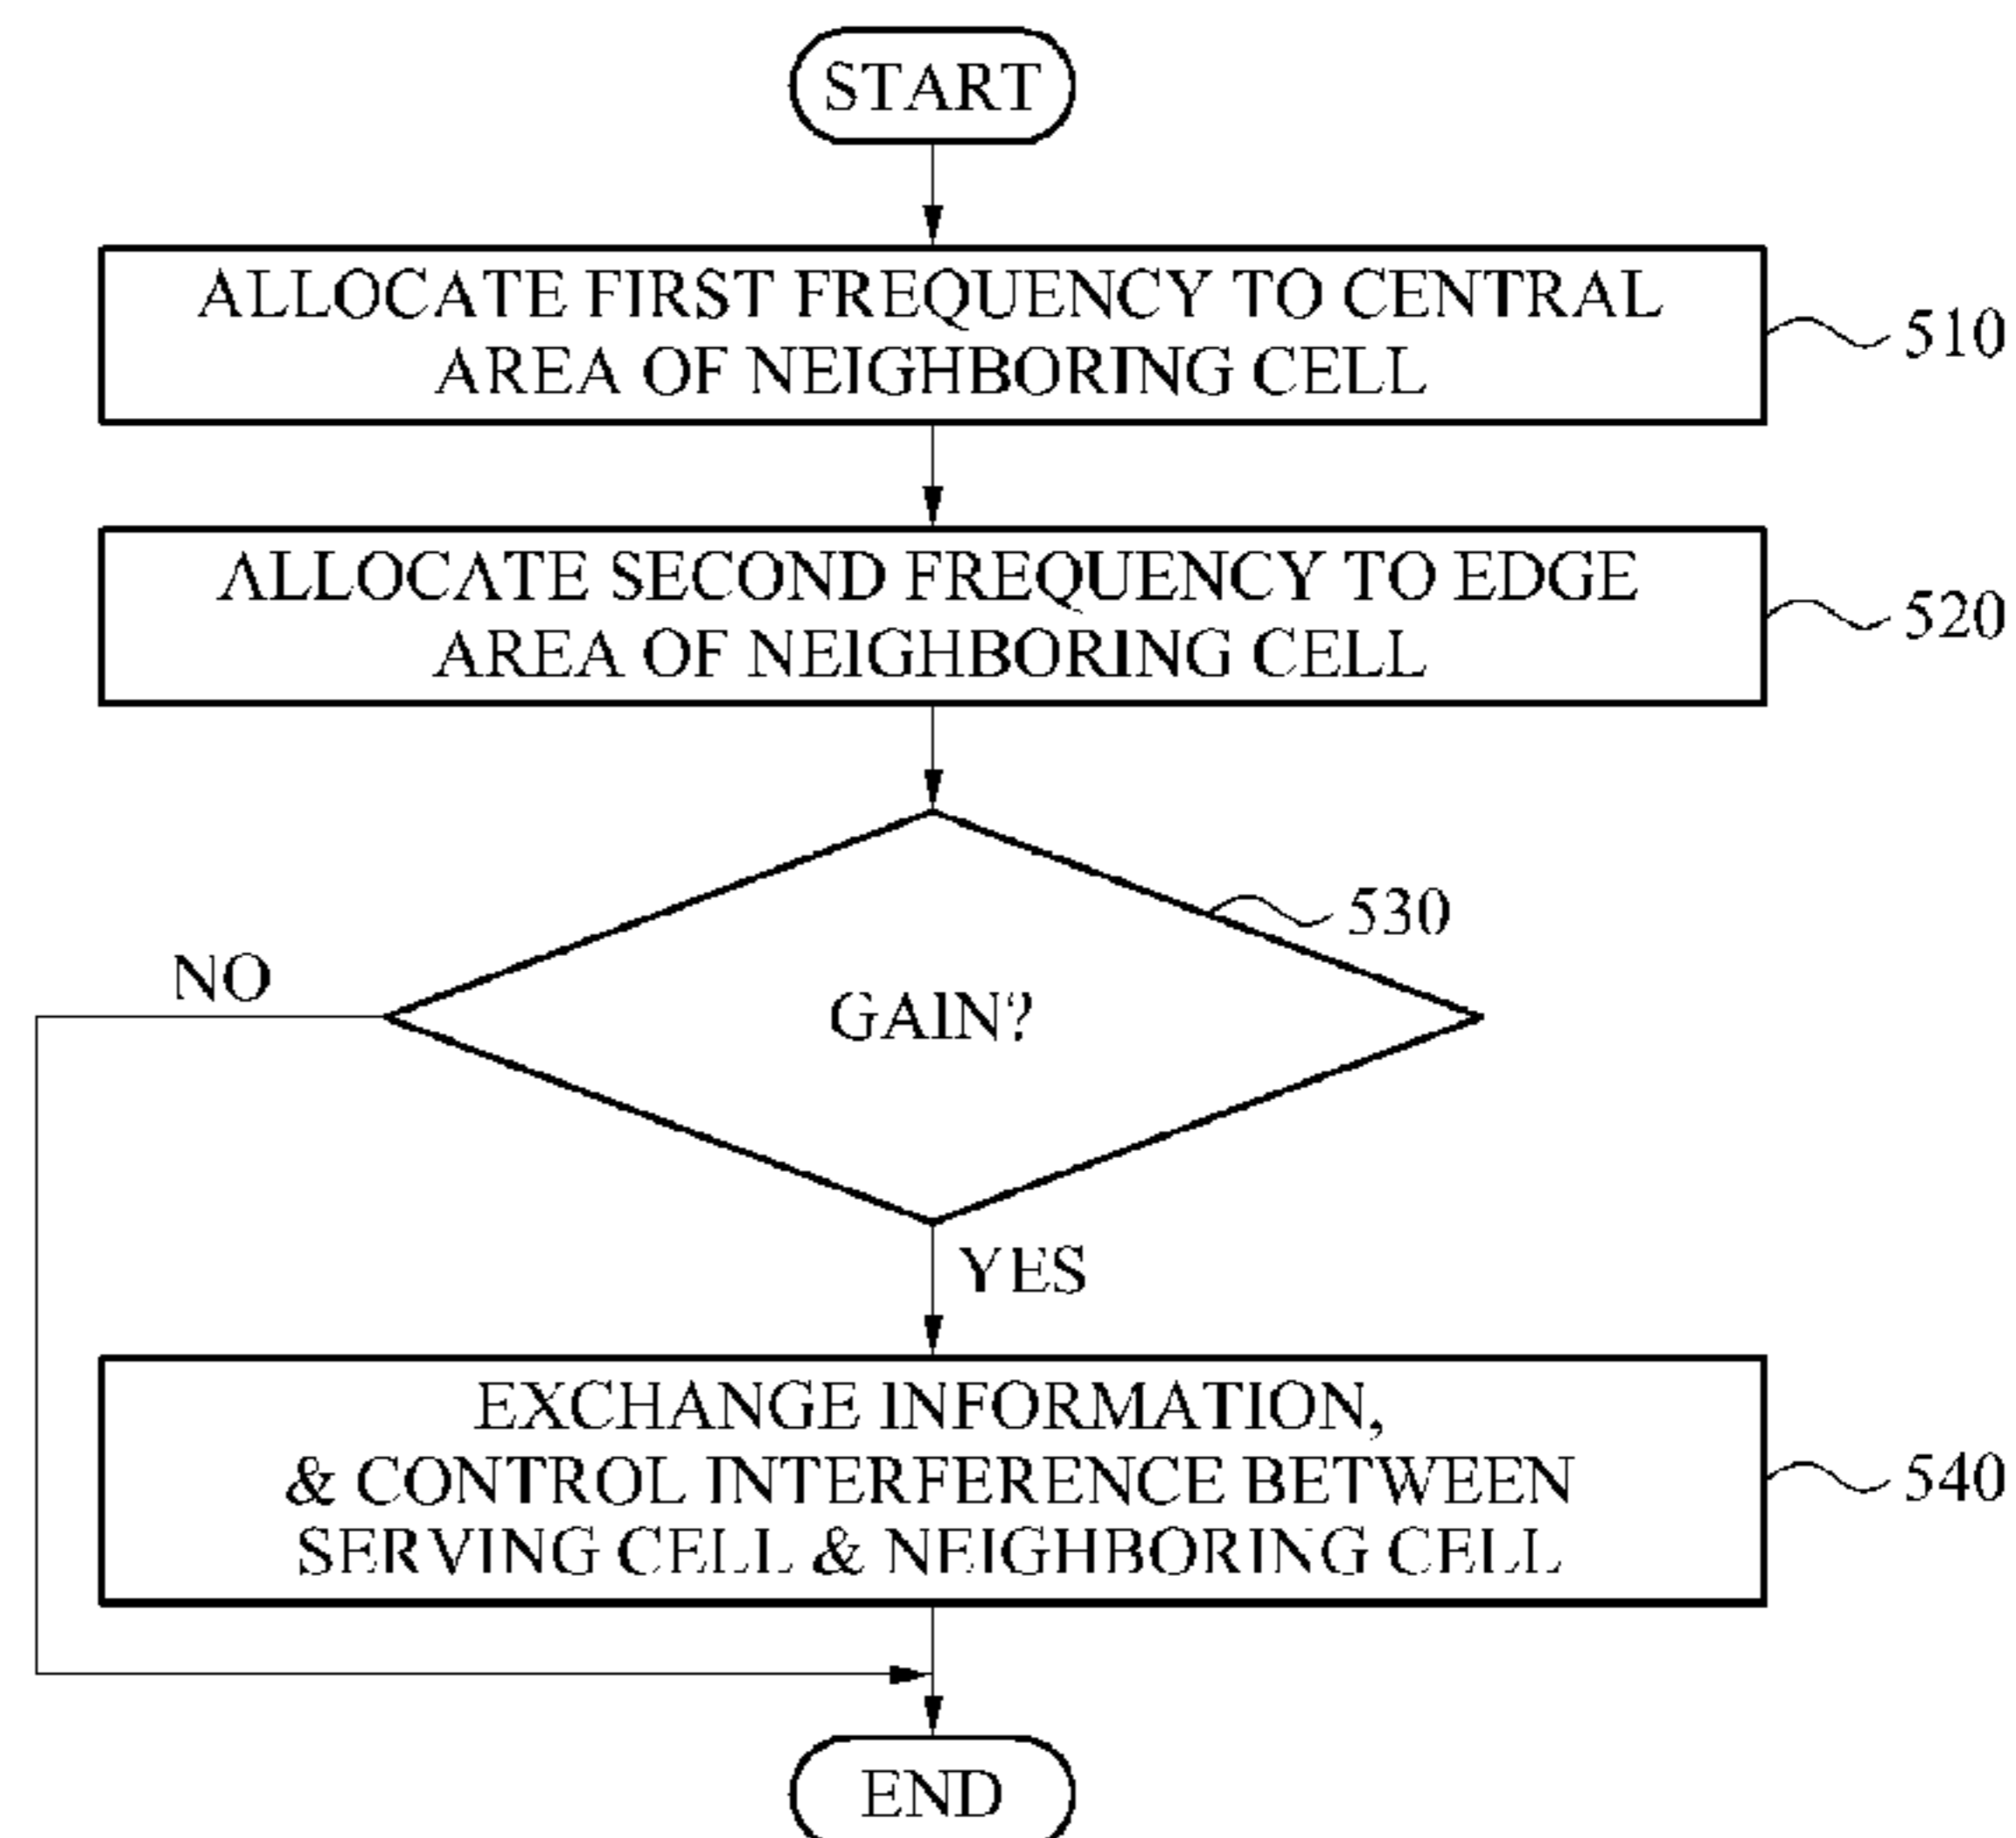 START
ALLOCATE FIRST FREQUENCY TO CENTRAL
AREA OF NEIGHBORING CELL
510
ALLOCATE SECOND FREQUENCY TO EDGE
AREA OF NEIGHBORING CELL
520
530
NO
GAIN?
YES
EXCHANGE INFORMATION,
& CONTROL INTERFERENCE BETWEEN
SERVING CELL & NEIGHBORING CELL
540
END